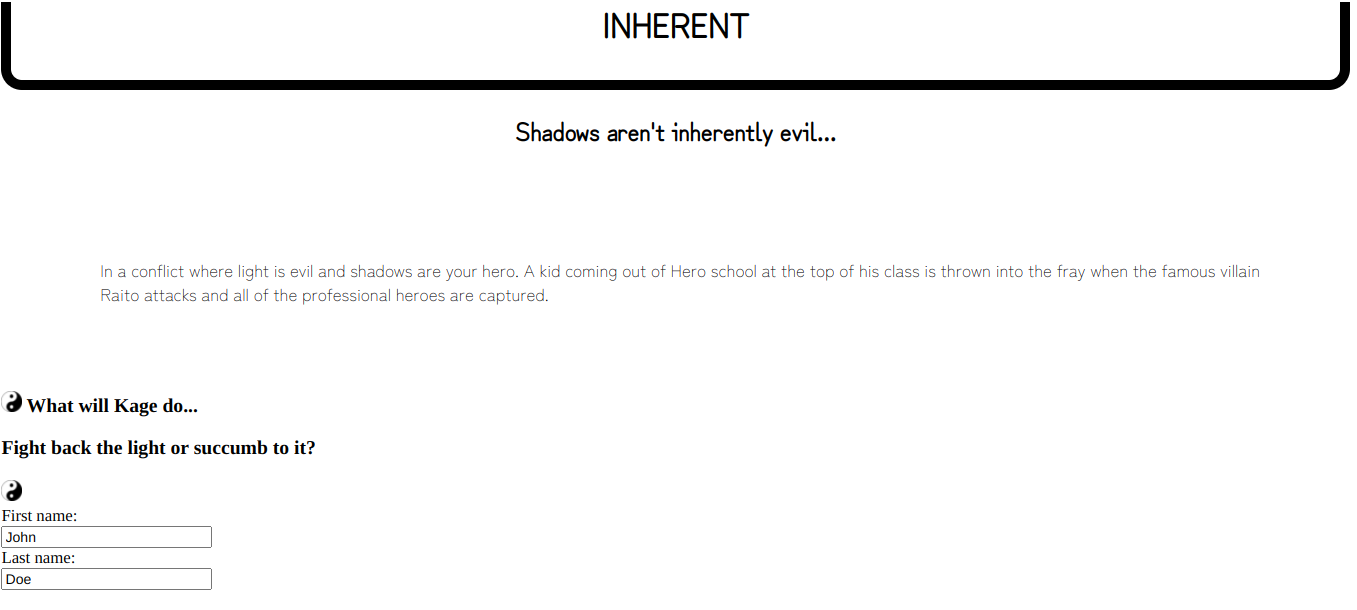 INHERENT
Shadows aren't inherently evil...
In a conflict where light is evil and shadows are your hero. A kid coming out of Hero school at the top of his class is thrown into the fray when the famous villain
Raito attacks and all of the professional heroes are captured.
What will Kage do...
Fight back the light or succumb to it?
First name:
John
Last name:
Doe